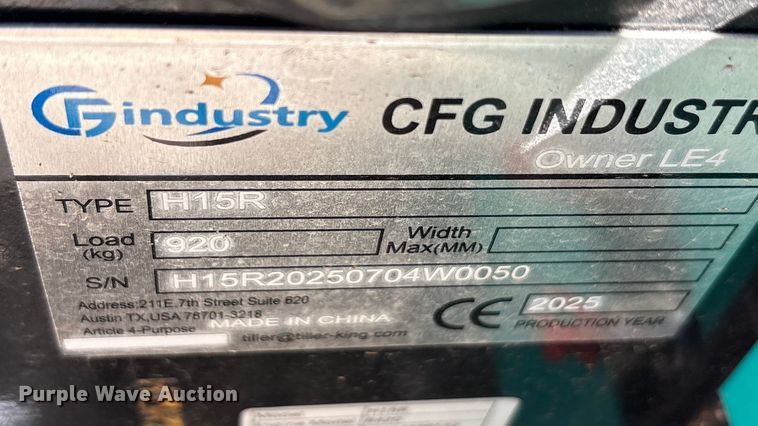 CFG industry CFG INDUSTR
Owner LE4
TYPE H15R
Load (kg) 920 Width Max(MM)
S/N H15R20250704W0050
Address:211E.7th Street Suite 620
Austin TX,USA 78701-3218
Article 4-Purpose MADE IN CHINA
tiller@tiller-king.com
CE 2025
PRODUCTION YEAR
Purple Wave Auction